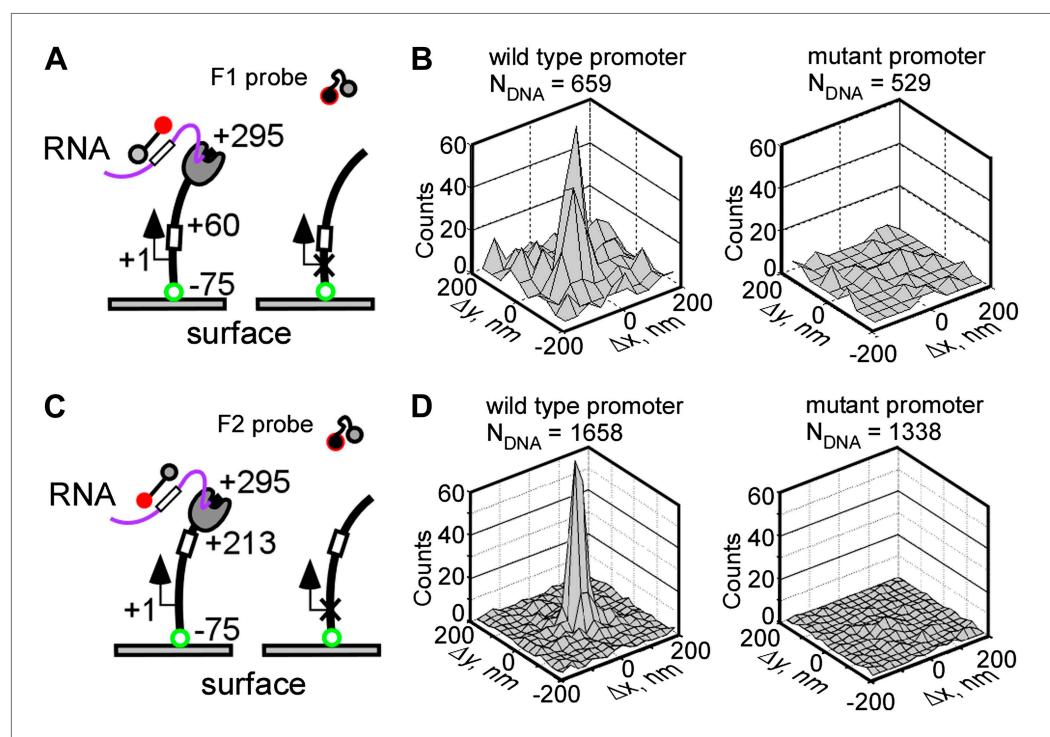 A
F1 probe
RNA
+295
+60
+1
-75
surface
B
wild type promoter
N_DNA = 659
Counts
60
40
20
0
200
0
-200
Δy, nm
0
200
Δx, nm
mutant promoter
N_DNA = 529
Counts
60
40
20
0
200
0
-200
Δy, nm
0
200
Δx, nm
C
F2 probe
RNA
+295
+213
+1
-75
surface
D
wild type promoter
N_DNA = 1658
Counts
60
40
20
0
200
0
-200
Δy, nm
0
200
Δx, nm
mutant promoter
N_DNA = 1338
Counts
60
40
20
0
200
0
-200
Δy, nm
0
200
Δx, nm